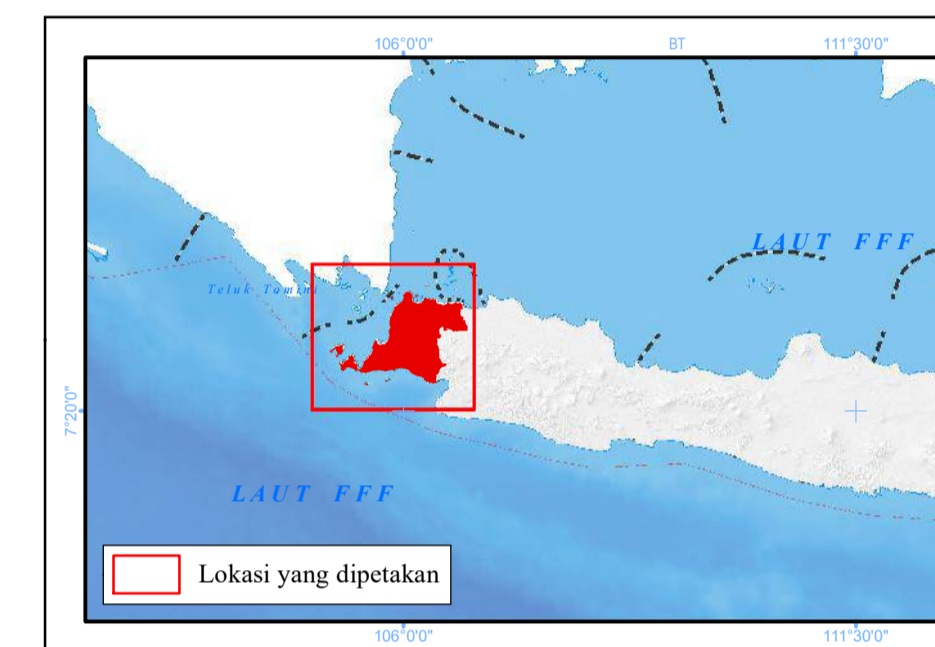 106°0'0"
BT
111°30'0"
LAUT FFF
Teluk Tomini
7°20'0"
LAUT FFF
Lokasi yang dipetakan
106°0'0"
111°30'0"